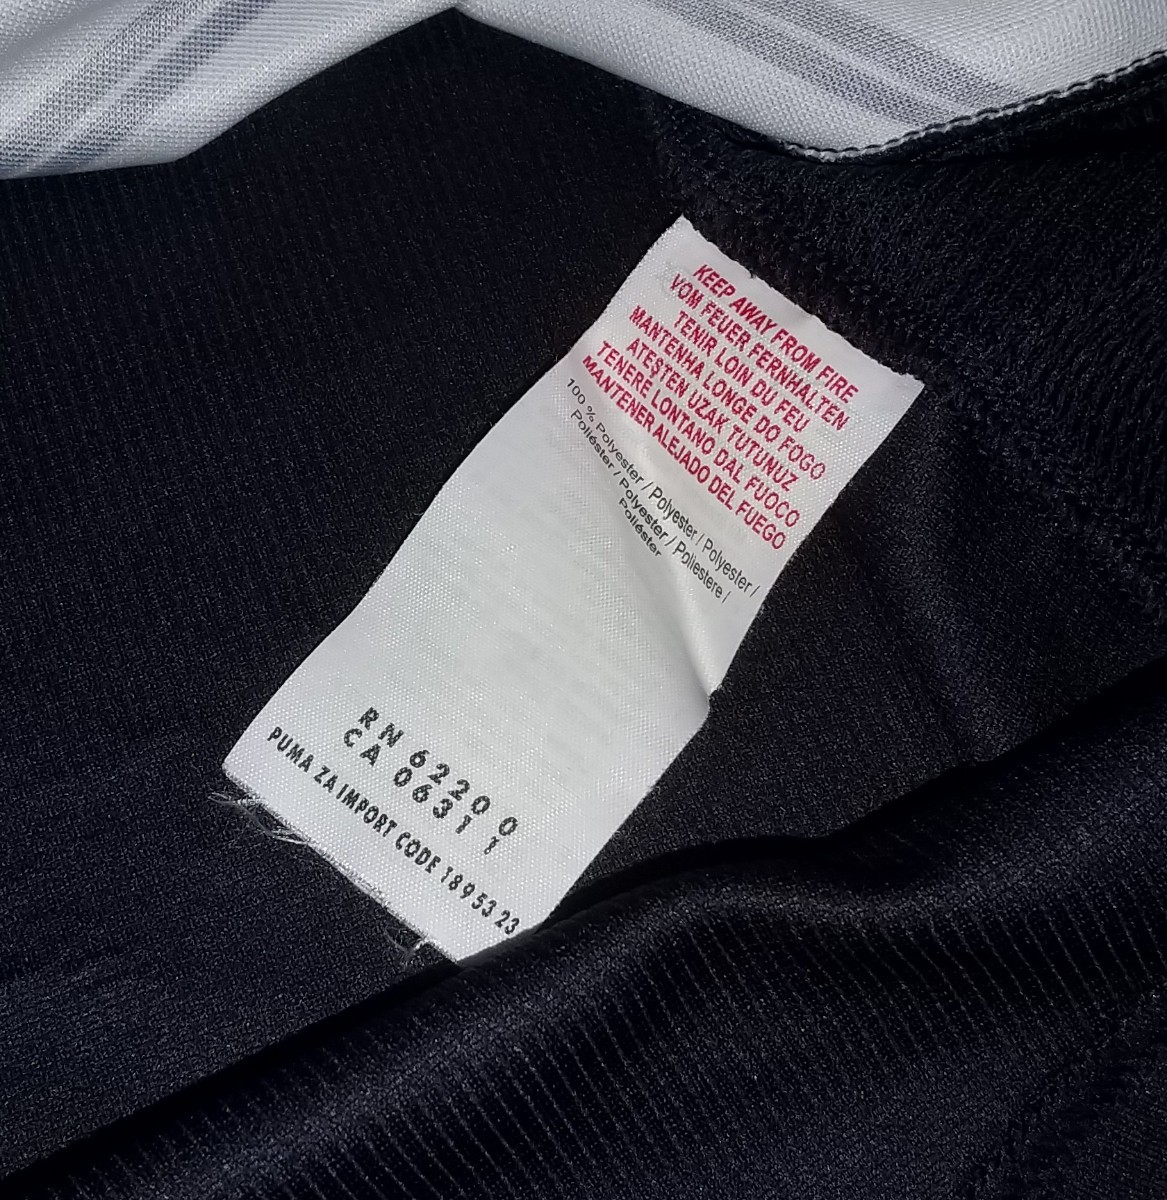 KEEP AWAY FROM FIRE
VOM FEUER FERNHALTEN
TENIR LOIN DU FEU
MANTENHA LONGE DO FOGO
ATEŞTEN UZAK TUTUNUZ
TENERE LONTANO DAL FUOCO
MANTENER ALEJADO DEL FUEGO
100 % Polyester / Polyester / Polyester /
Poliéster / Polyester / Poliestere /
Poliéster
RN 62200
CA 06311
PUMA ZA IMPORT CODE 18953 23